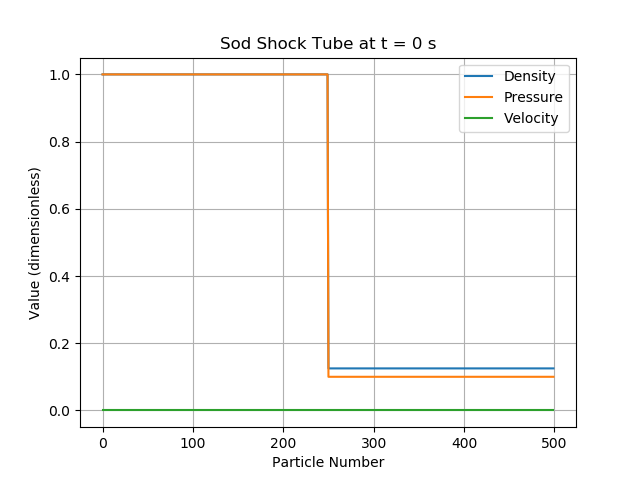 Sod Shock Tube at t = 0 s
Density
Pressure
Velocity
1.0
0.8
0.6
0.4
0.2
0.0
Value (dimensionless)
0 100 200 300 400 500
Particle Number